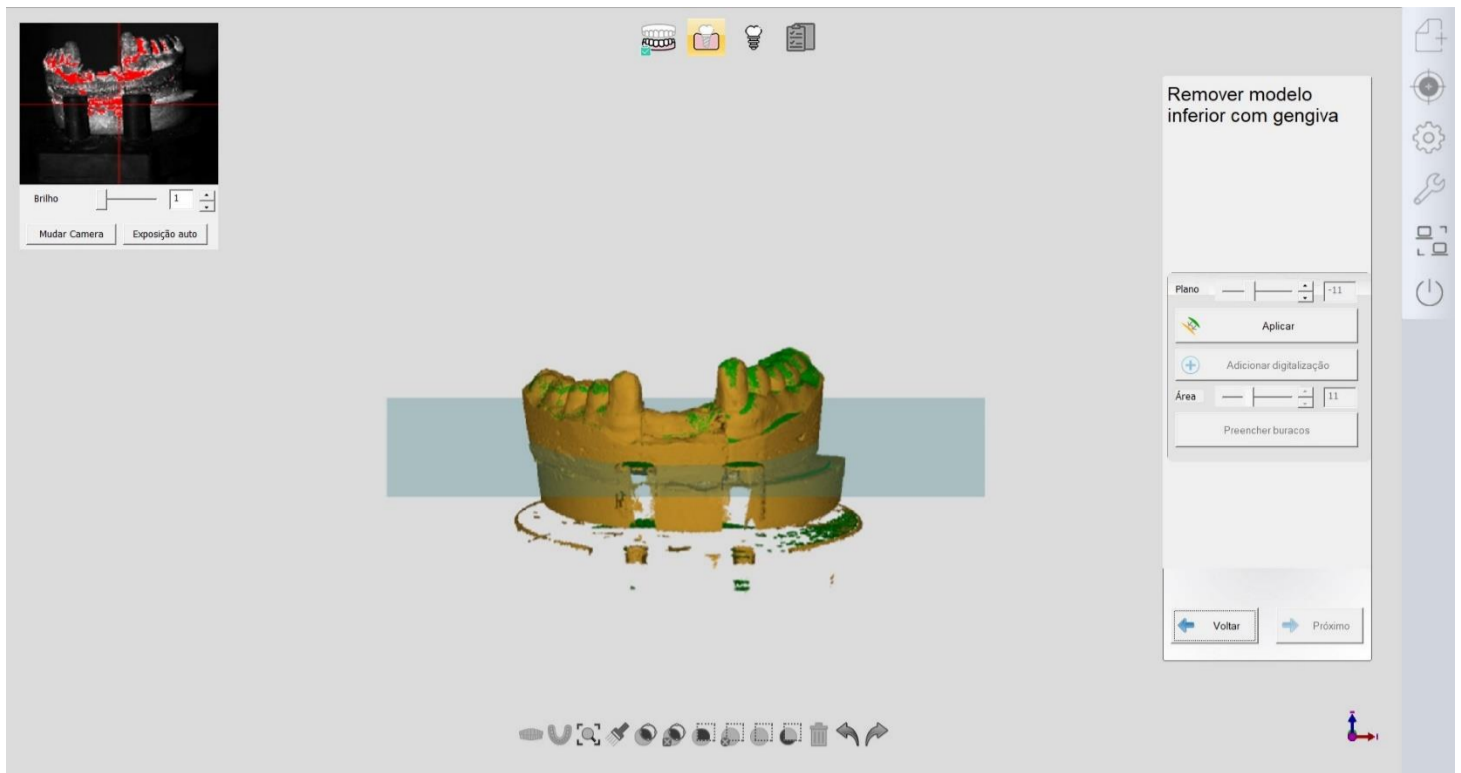 Brilho
1
Mudar Camera
Exposição auto
Remover modelo
inferior com gengiva
Plano
-11
Aplicar
Adicionar digitalização
Área
11
Preencher buracos
Voltar
Próximo